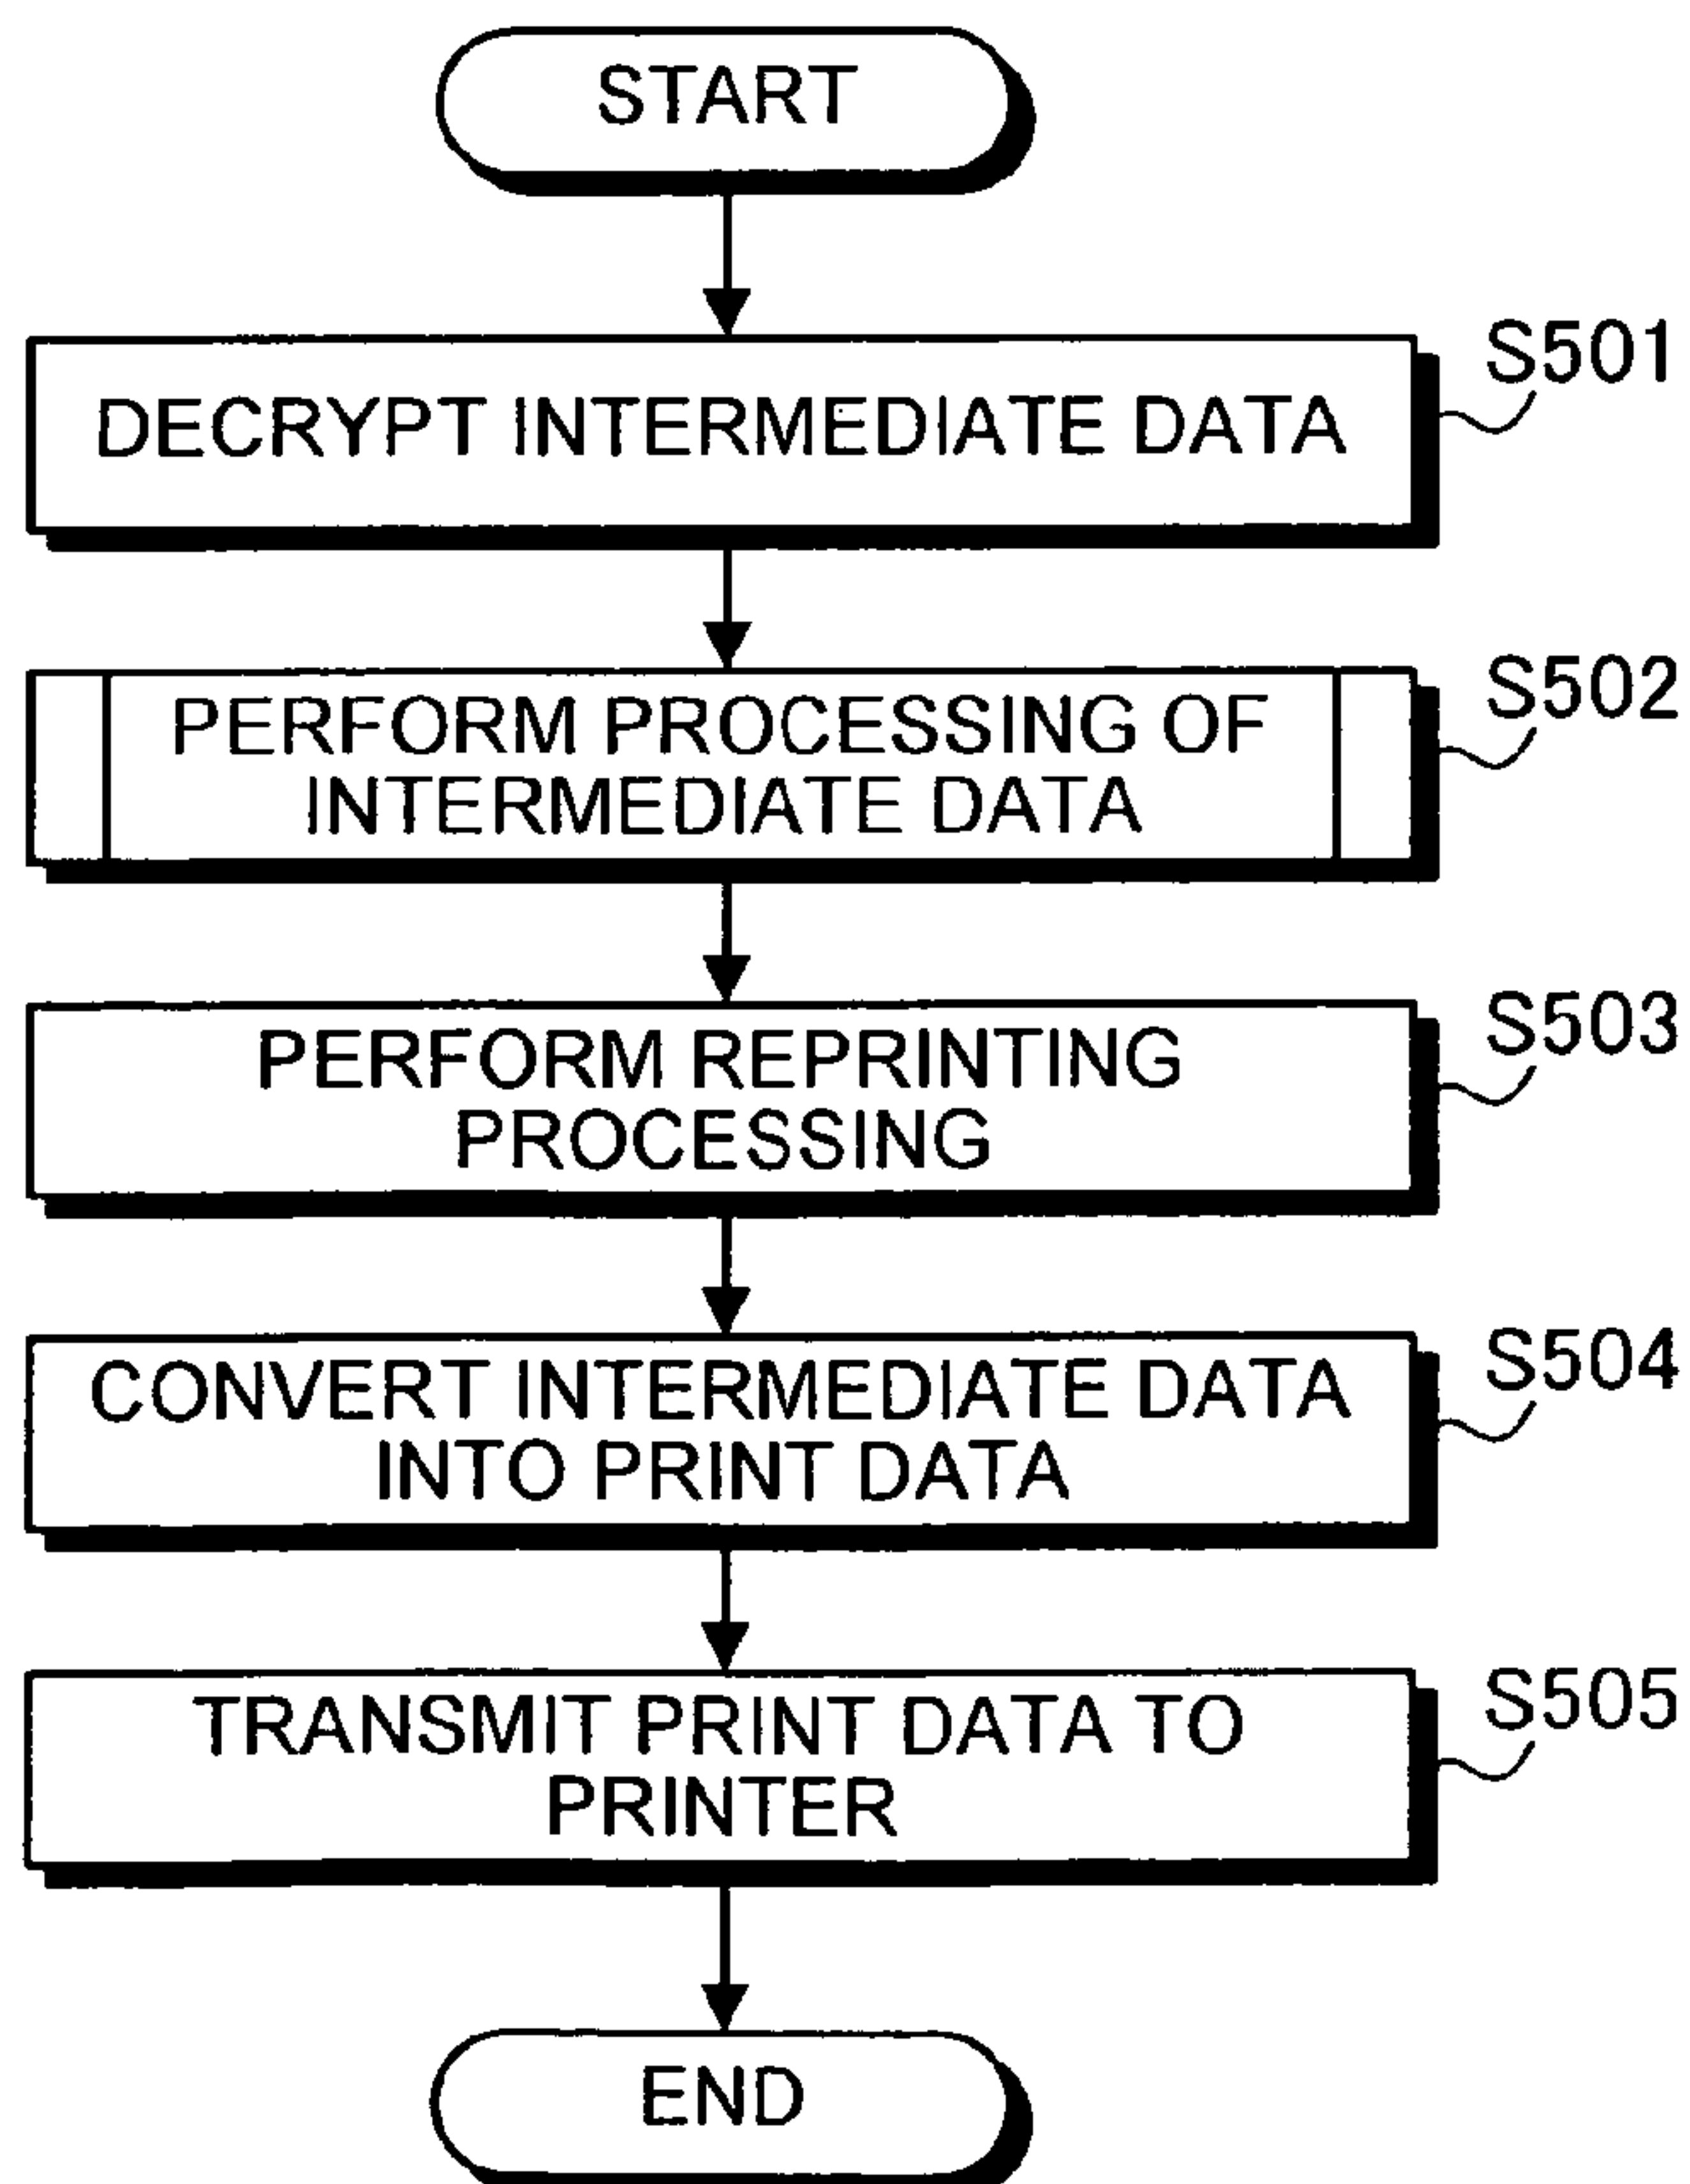 START
DECRYPT INTERMEDIATE DATA
S501
PERFORM PROCESSING OF
INTERMEDIATE DATA
S502
PERFORM REPRINTING
PROCESSING
S503
CONVERT INTERMEDIATE DATA
INTO PRINT DATA
S504
TRANSMIT PRINT DATA TO
PRINTER
S505
END